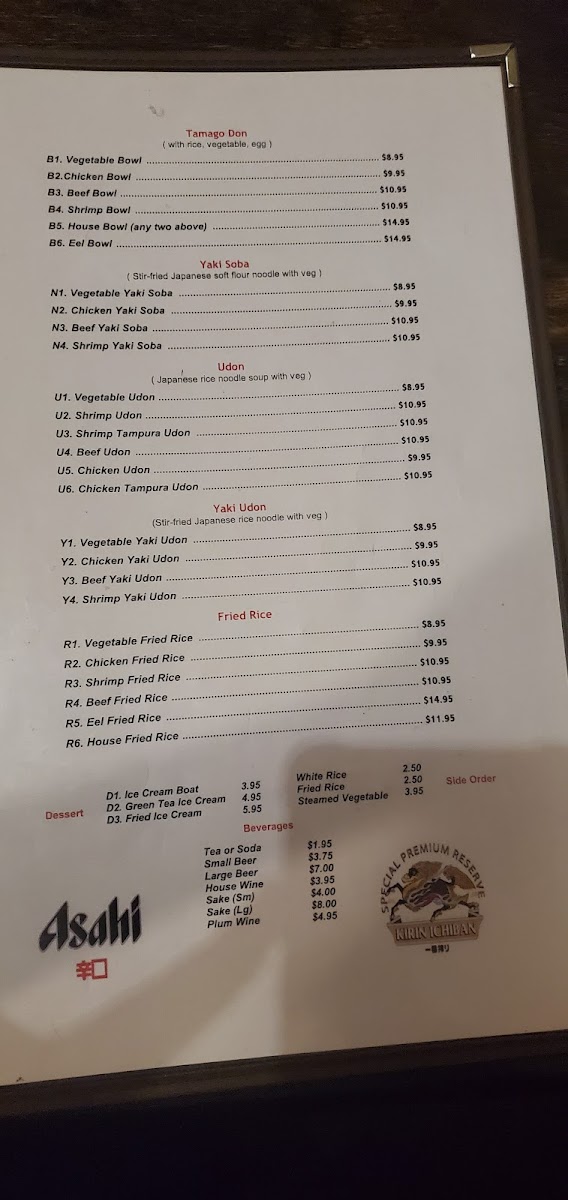 Tamago Don
( with rice, vegetable, egg )
B1. Vegetable Bowl $8.95
B2.Chicken Bowl $9.95
B3. Beef Bowl $10.95
B4. Shrimp Bowl $10.95
B5. House Bowl (any two above) $14.95
B6. Eel Bowl $14.95
Yaki Soba
( Stir-fried Japanese soft flour noodle with veg )
N1. Vegetable Yaki Soba $8.95
N2. Chicken Yaki Soba $9.95
N3. Beef Yaki Soba $10.95
N4. Shrimp Yaki Soba $10.95
Udon
( Japanese rice noodle soup with veg )
U1. Vegetable Udon $8.95
U2. Shrimp Udon $10.95
U3. Shrimp Tampura Udon $10.95
U4. Beef Udon $10.95
U5. Chicken Udon $9.95
U6. Chicken Tampura Udon $10.95
Yaki Udon
(Stir-fried Japanese rice noodle with veg )
Y1. Vegetable Yaki Udon $8.95
Y2. Chicken Yaki Udon $9.95
Y3. Beef Yaki Udon $10.95
Y4. Shrimp Yaki Udon $10.95
Fried Rice
R1. Vegetable Fried Rice $8.95
R2. Chicken Fried Rice $9.95
R3. Shrimp Fried Rice $10.95
R4. Beef Fried Rice $10.95
R5. Eel Fried Rice $14.95
R6. House Fried Rice $11.95
Dessert
D1. Ice Cream Boat 3.95
D2. Green Tea Ice Cream 4.95
D3. Fried Ice Cream 5.95
White Rice 2.50
Fried Rice 2.50
Steamed Vegetable 3.95
Side Order
Beverages
Tea or Soda $1.95
Small Beer $3.75
Large Beer $7.00
House Wine $3.95
Sake (Sm) $4.00
Sake (Lg) $8.00
Plum Wine $4.95
Asahi
辛口
SPECIAL PREMIUM RESERVE
KIRIN ICHIBAN
一番搾り